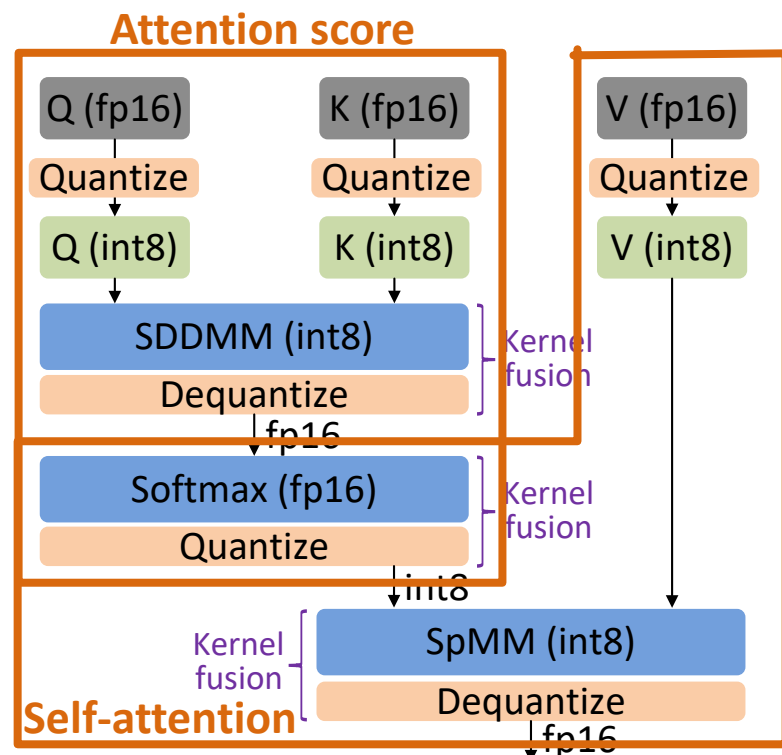 Attention score
Q (fp16)
K (fp16)
V (fp16)
Quantize
Quantize
Quantize
Q (int8)
K (int8)
V (int8)
SDDMM (int8)
Dequantize
Kernel
fusion
fp16
Softmax (fp16)
Quantize
Kernel
fusion
int8
Kernel
fusion
SpMM (int8)
Dequantize
Self-attention
fp16